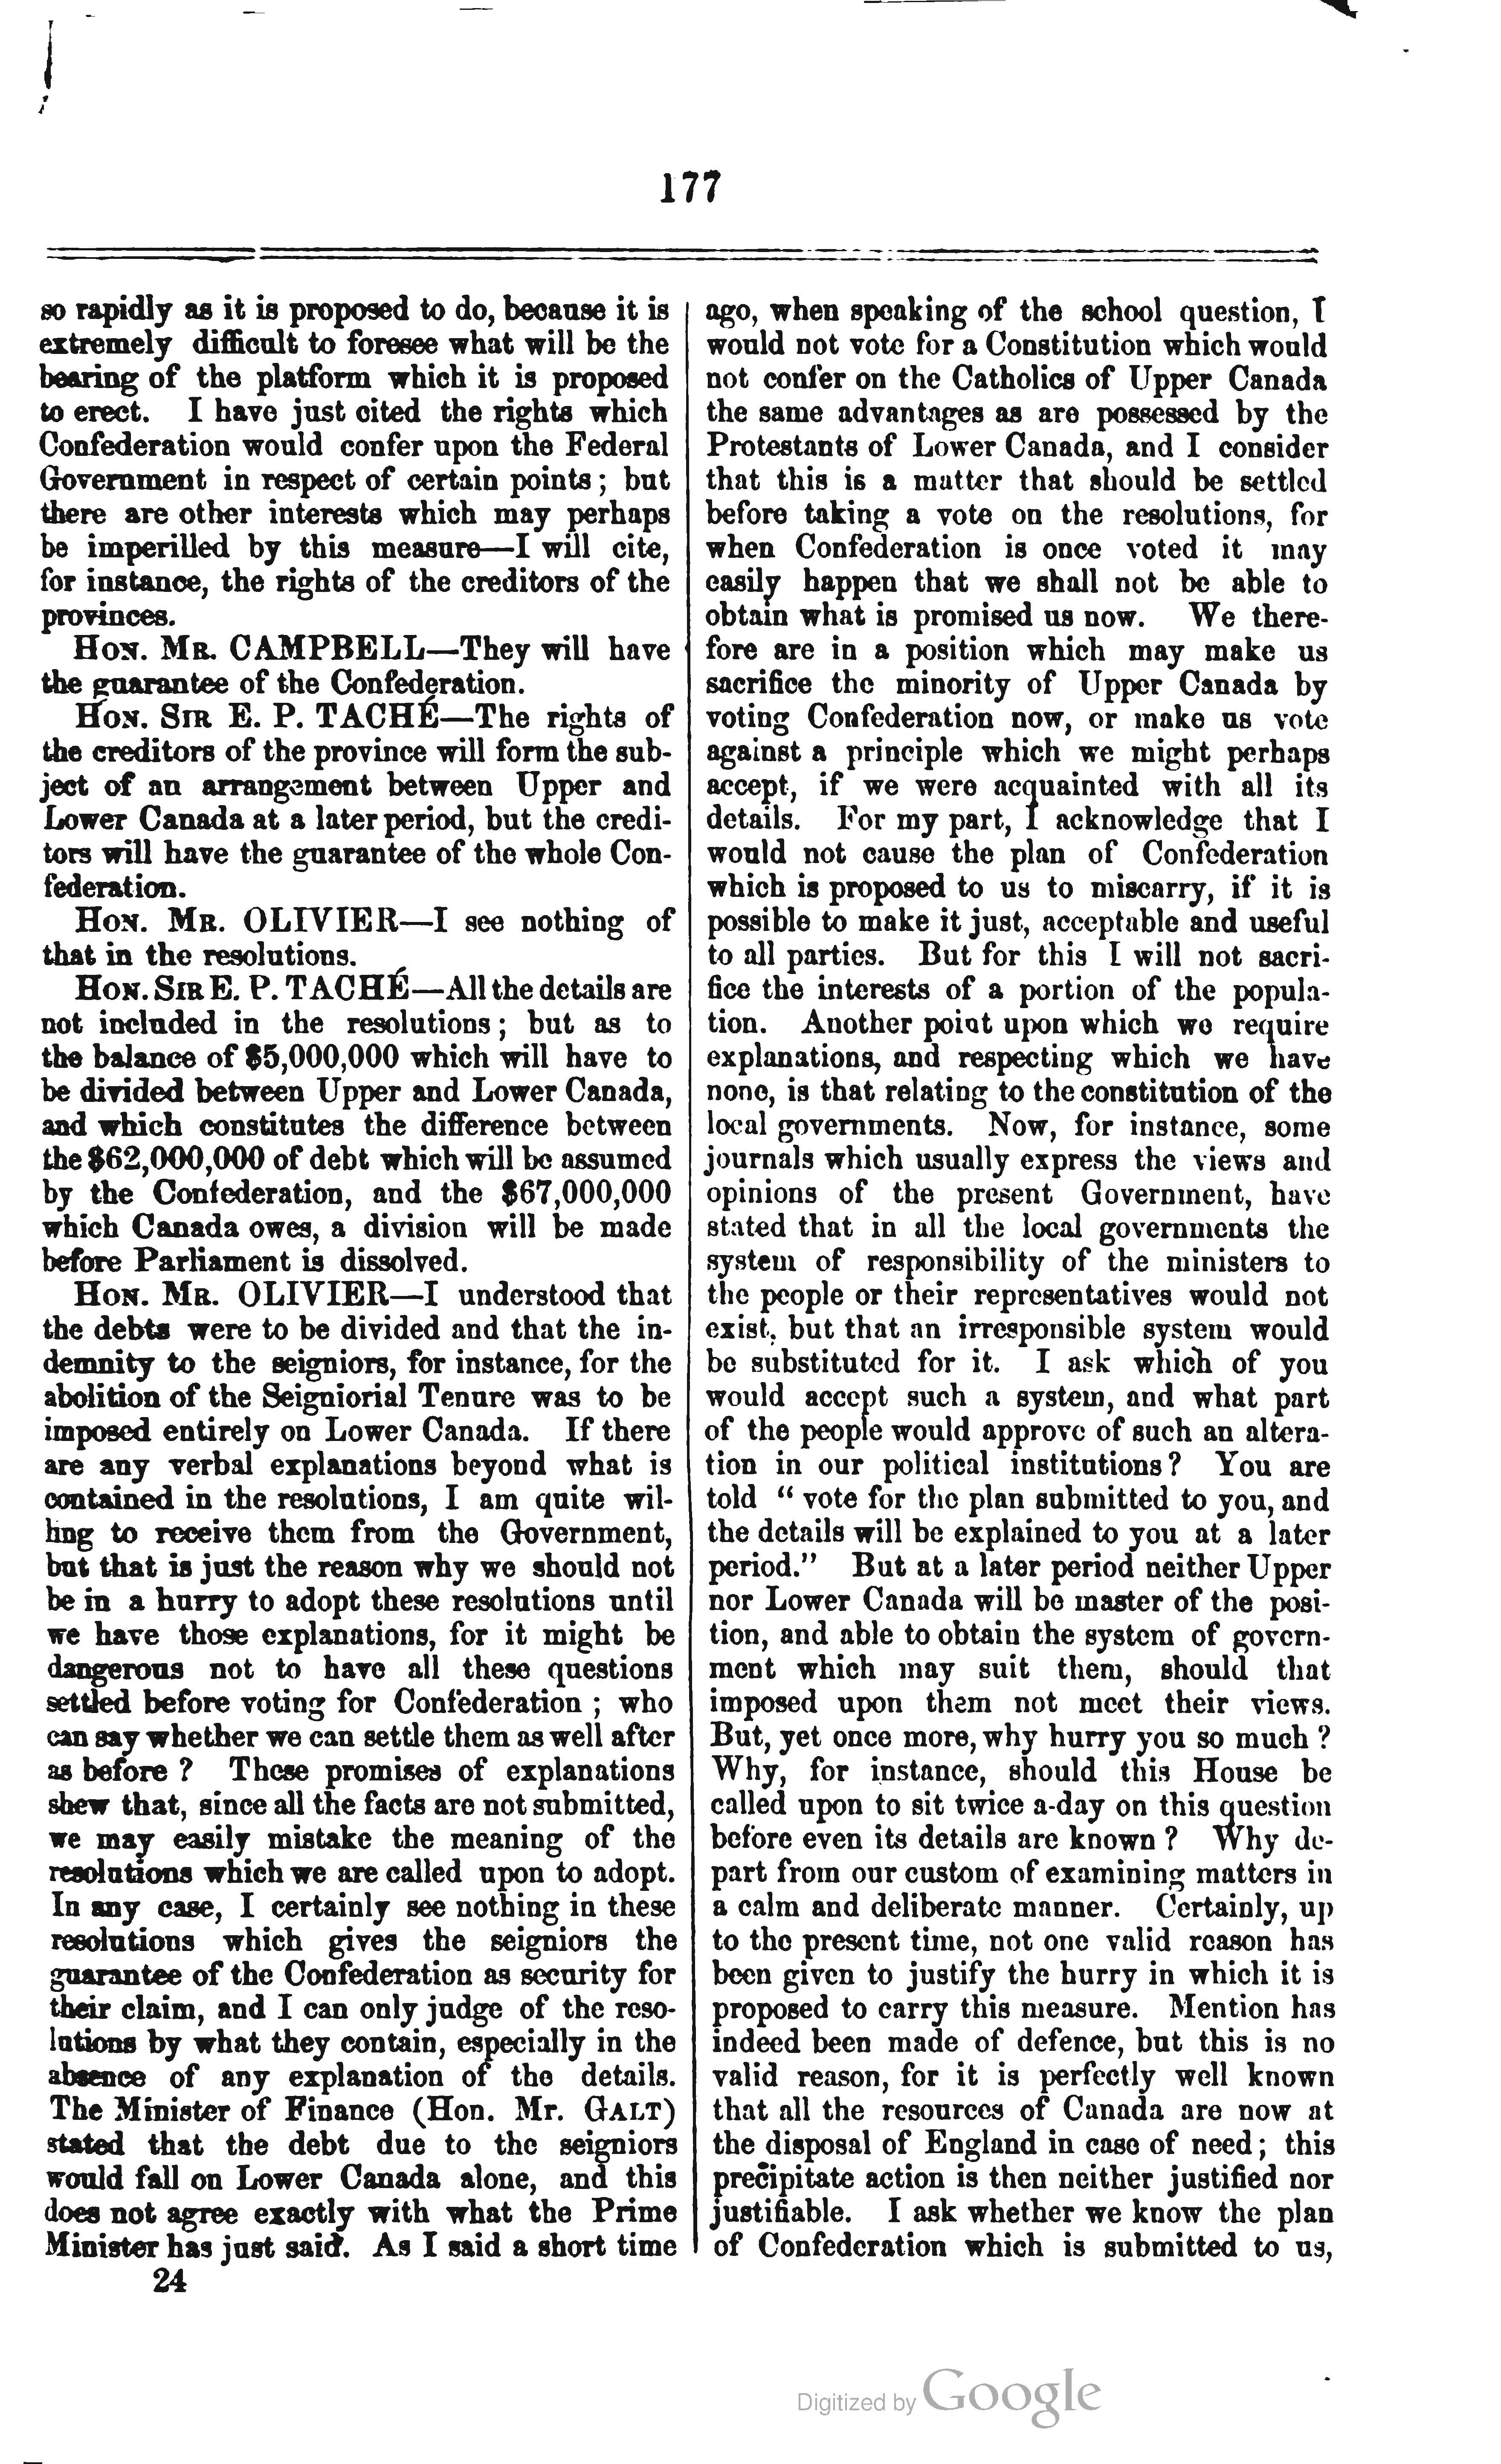 177
so rapidly as it is proposed to do, because it is
extremely difficult to foresee what will be the
bearing of the platform which it is proposed
to erect. I have just cited the rights which
Confederation would confer upon the Federal
Government in respect of certain points; but
there are other interests which may perhaps
be imperilled by this measure—I will cite,
for instance, the rights of the creditors of the
provinces.
HON. MR. CAMPBELL—They will have
the guarantee of the Confederation.
HON. SIR E. P. TACHÉ—The rights of
the creditors of the province will form the sub-
ject of an arrangement between Upper and
Lower Canada at a later period, but the credi-
tors will have the guarantee of the whole Con-
federation.
HON. MR. OLIVIER—I see nothing of
that in the resolutions.
HON. SIR E. P. TACHÉ—All the details are
not included in the resolutions; but as to
the balance of $5,000,000 which will have to
be divided between Upper and Lower Canada,
and which constitutes the difference between
the $62,000,000 of debt which will be assumed
by the Confederation, and the $67,000,000
which Canada owes, a division will be made
before Parliament is dissolved.
HON. MR. OLIVIER—I understood that
the debts were to be divided and that the in-
demnity to the seigniors, for instance, for the
abolition of the Seigniorial Tenure was to be
imposed entirely on Lower Canada. If there
are any verbal explanations beyond what is
contained in the resolutions, I am quite wil-
ling to receive them from the Government,
but that is just the reason why we should not
be in a hurry to adopt these resolutions until
we have those explanations, for it might be
dangerous not to have all these questions
settled before voting for Confederation ; who
can say whether we can settle them as well after
as before ? These promises of explanations
shew that, since all the facts are not submitted,
we may easily mistake the meaning of the
resolutions which we are called upon to adopt.
In any case, I certainly see nothing in these
resolutions which gives the seigniors the
guarantee of the Confederation as security for
their claim, and I can only judge of the reso-
lutions by what they contain, especially in the
absence of any explanation of the details.
The Minister of Finance (Hon. Mr. GALT)
stated that the debt due to the seigniors
would fall on Lower Canada alone, and this
does not agree exactly with what the Prime
Minister has just said. As I said a short time
24
ago, when speaking of the school question, I
would not vote for a Constitution which would
not confer on the Catholics of Upper Canada
the same advantages as are possessed by the
Protestants of Lower Canada, and I consider
that this is a matter that should be settled
before taking a vote on the resolutions, for
when Confederation is once voted it may
easily happen that we shall not be able to
obtain what is promised us now. We there-
fore are in a position which may make us
sacrifice the minority of Upper Canada by
voting Confederation now, or make us vote
against a principle which we might perhaps
accept, if we were acquainted with all its
details. For my part, I acknowledge that I
would not cause the plan of Confederation
which is proposed to us to miscarry, if it is
possible to make it just, acceptable and useful
to all parties. But for this I will not sacri-
fice the interests of a portion of the popula-
tion. Another point upon which we require
explanations, and respecting which we have
none, is that relating to the constitution of the
local governments. Now, for instance, some
journals which usually express the views and
opinions of the present Government, have
stated that in all the local governments the
system of responsibility of the ministers to
the people or their representatives would not
exist, but that an irresponsible system would
be substituted for it. I ask which of you
would accept such a system, and what part
of the people would approve of such an altera-
tion in our political institutions? You are
told “ vote for the plan submitted to you, and
the details will be explained to you at a later
period.” But at a later period neither Upper
nor Lower Canada will be master of the posi-
tion, and able to obtain the system of govern-
ment which may suit them, should that
imposed upon them not meet their views.
But, yet once more, why hurry you so much ?
Why, for instance, should this House be
called upon to sit twice a-day on this question
before even its details are known ? Why de-
part from our custom of examining matters in
a calm and deliberate manner. Certainly, up
to the present time, not one valid reason has
been given to justify the hurry in which it is
proposed to carry this measure. Mention has
indeed been made of defence, but this is no
valid reason, for it is perfectly well known
that all the resources of Canada are now at
the disposal of England in case of need; this
precipitate action is then neither justified nor
justifiable. I ask whether we know the plan
of Confederation which is submitted to us,
Digitized by Google